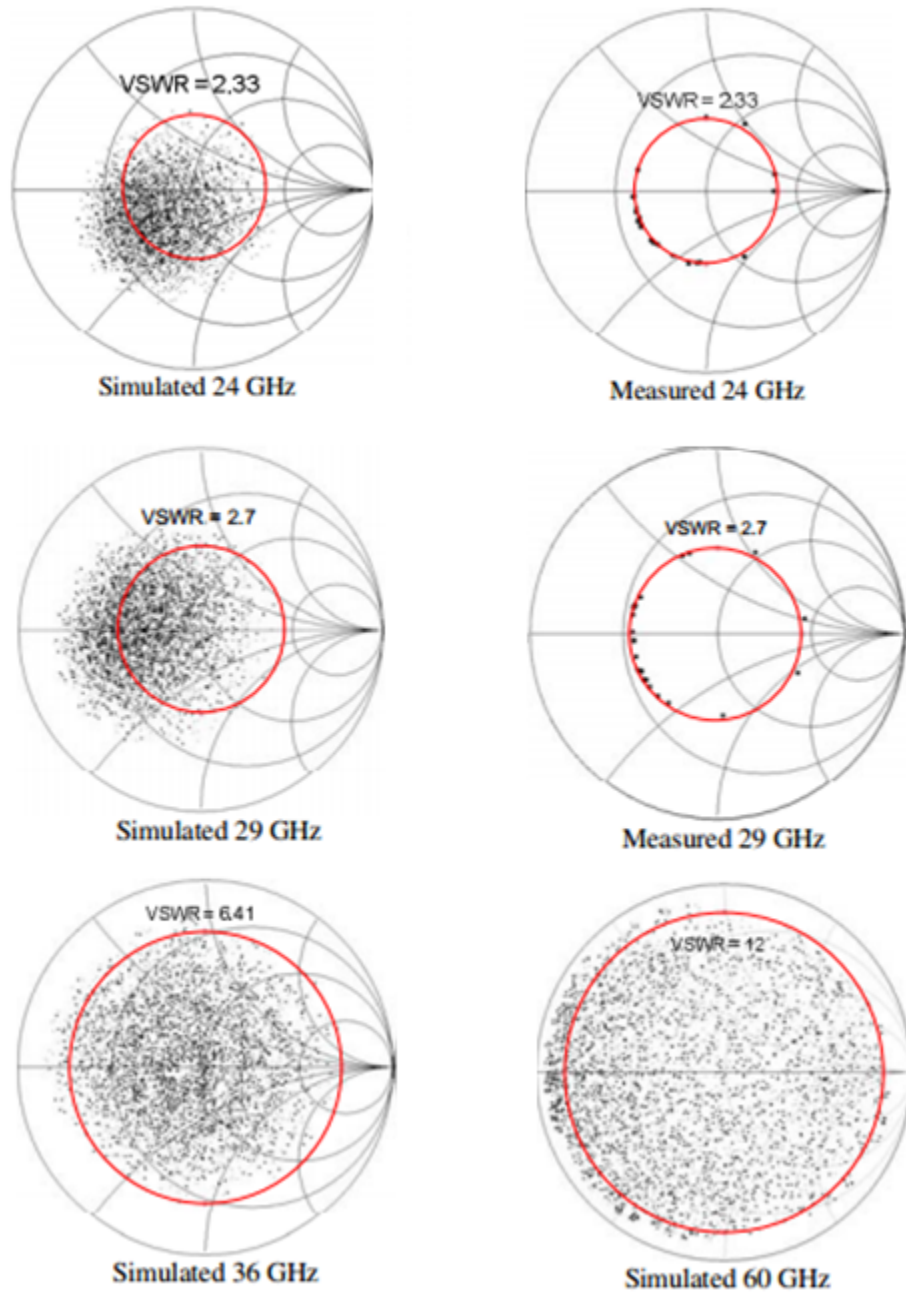 VSWR = 2.33
Simulated 24 GHz
VSWR = 2.33
Measured 24 GHz
VSWR = 2.7
Simulated 29 GHz
VSWR = 2.7
Measured 29 GHz
VSWR = 6.41
Simulated 36 GHz
VSWR = 12
Simulated 60 GHz